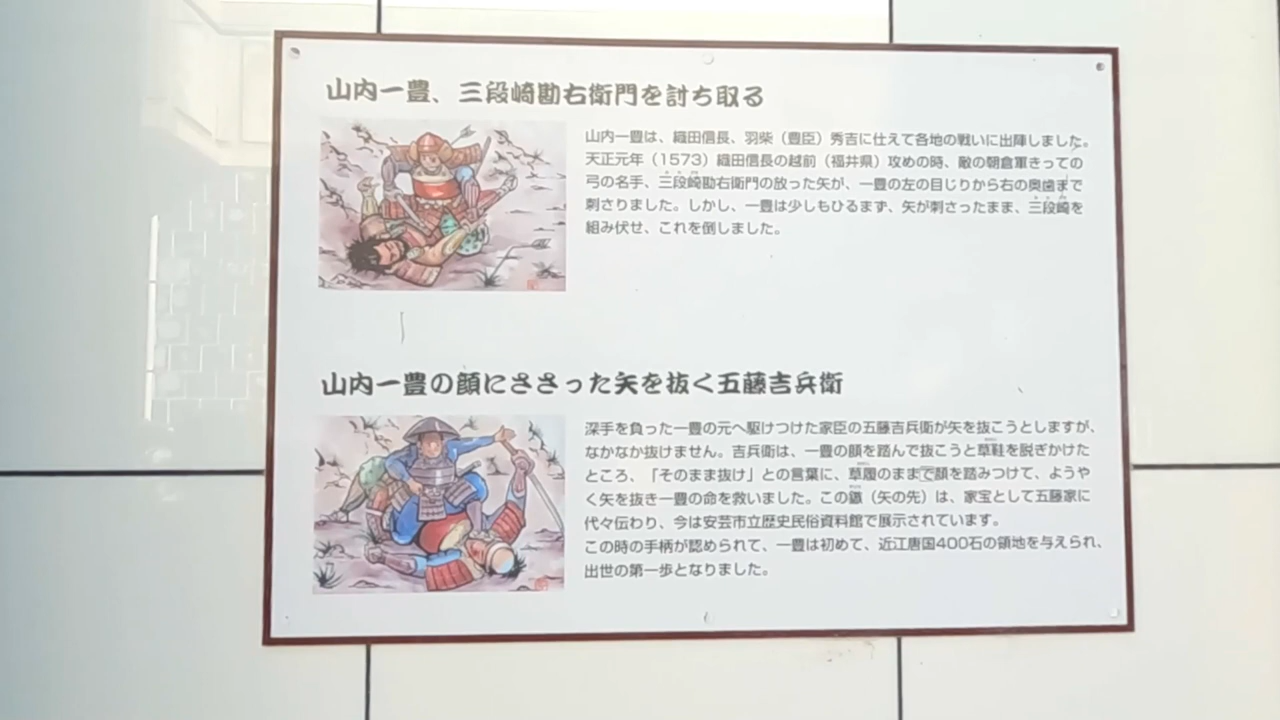 山内一豊、三段崎勘右衛門を討ち取る
山内一豊は、織田信長、羽柴（豊臣）秀吉に仕えて各地の戦いに出陣しました。
天正元年（1573）織田信長の越前（福井県）攻めの時、敵の朝倉軍きっての
弓の名手、三段崎勘右衛門の放った矢が、一豊の左の目じりから右の奥歯まで
刺さりました。しかし、一豊は少しもひるまず、矢が刺さったまま、三段崎を
組み伏せ、これを倒しました。
山内一豊の顔にささった矢を抜く五藤吉兵衛
深手を負った一豊の元へ駆けつけた家臣の五藤吉兵衛が矢を抜こうとしますが、
なかなか抜けません。吉兵衛は、一豊の顔を踏んで抜こうと草鞋を脱ぎかけた
ところ、「そのまま抜け」との言葉に、草履のままで顔を踏みつけて、ようや
く矢を抜き一豊の命を救いました。この鏃（矢の先）は、家宝として五藤家に
代々伝わり、今は安芸市立歴史民俗資料館で展示されています。
この時の手柄が認められて、一豊は初めて、近江唐国400石の領地を与えられ、
出世の第一歩となりました。